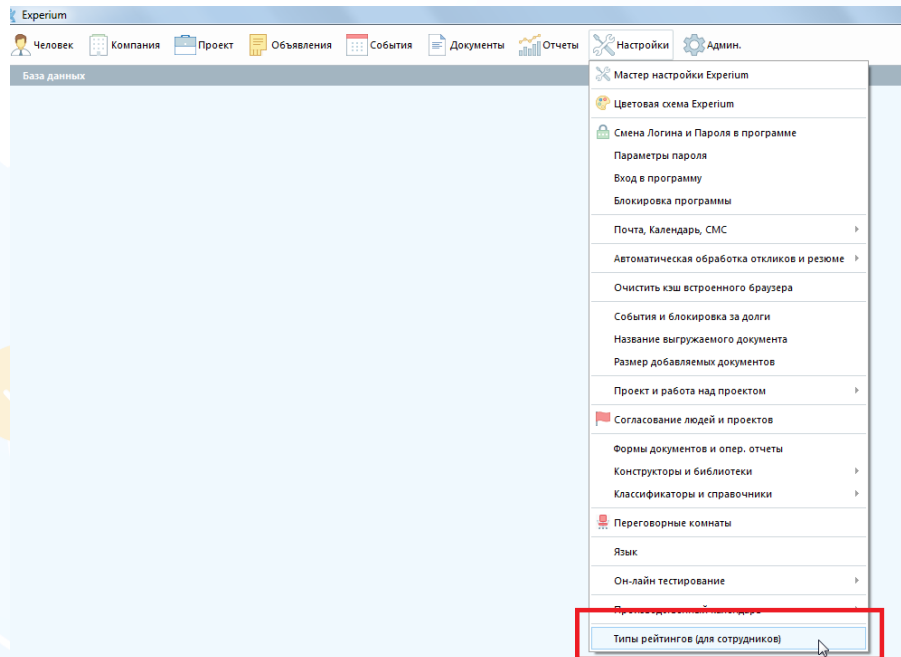 Experium
Человек Компания Проект Объявления События Документы Отчеты Настройки Админ.
База данных
Мастер настройки Experium
Цветовая схема Experium
Смена Логина и Пароля в программе
Параметры пароля
Вход в программу
Блокировка программы
Почта, Календарь, СМС
Автоматическая обработка откликов и резюме
Очистить кэш встроенного браузера
События и блокировка за долги
Название выгружаемого документа
Размер добавляемых документов
Проект и работа над проектом
Согласование людей и проектов
Формы документов и опер. отчеты
Конструкторы и библиотеки
Классификаторы и справочники
Переговорные комнаты
Язык
Он-лайн тестирование
Производственный календарь
Типы рейтингов (для сотрудников)